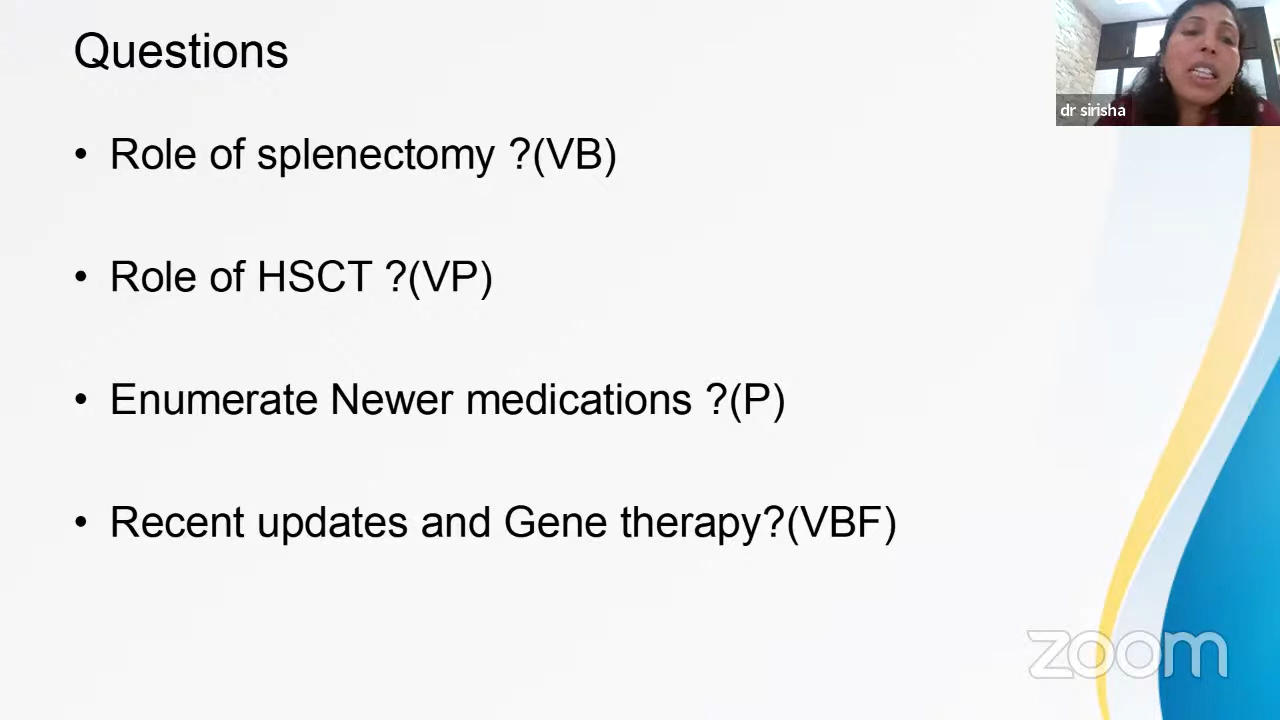 Questions
dr sirisha
• Role of splenectomy ?(VB)
• Role of HSCT ?(VP)
• Enumerate Newer medications ?(P)
• Recent updates and Gene therapy?(VBF)
zoom